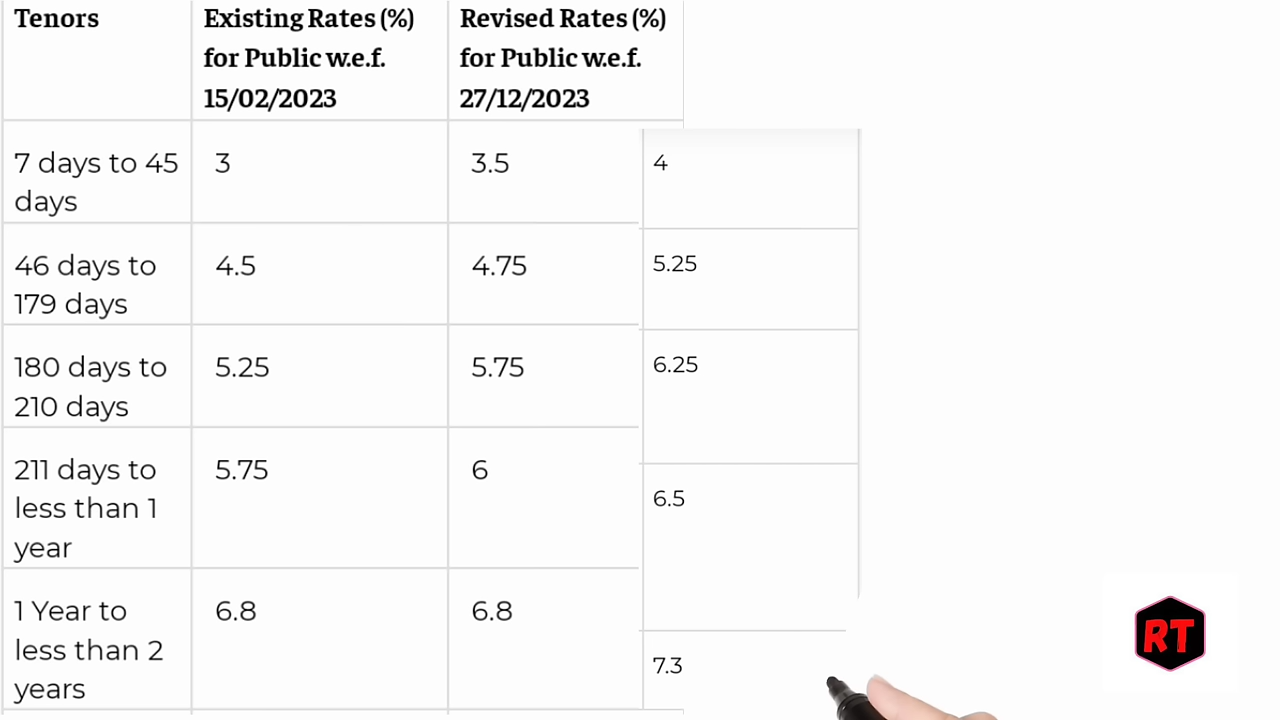 Tenors
Existing Rates (%)
for Public w.e.f.
15/02/2023
Revised Rates (%)
for Public w.e.f.
27/12/2023
7 days to 45
days
3
3.5
4
46 days to
179 days
4.5
4.75
5.25
180 days to
210 days
5.25
5.75
6.25
211 days to
less than 1
year
5.75
6
6.5
1 Year to
less than 2
years
6.8
6.8
7.3
RT